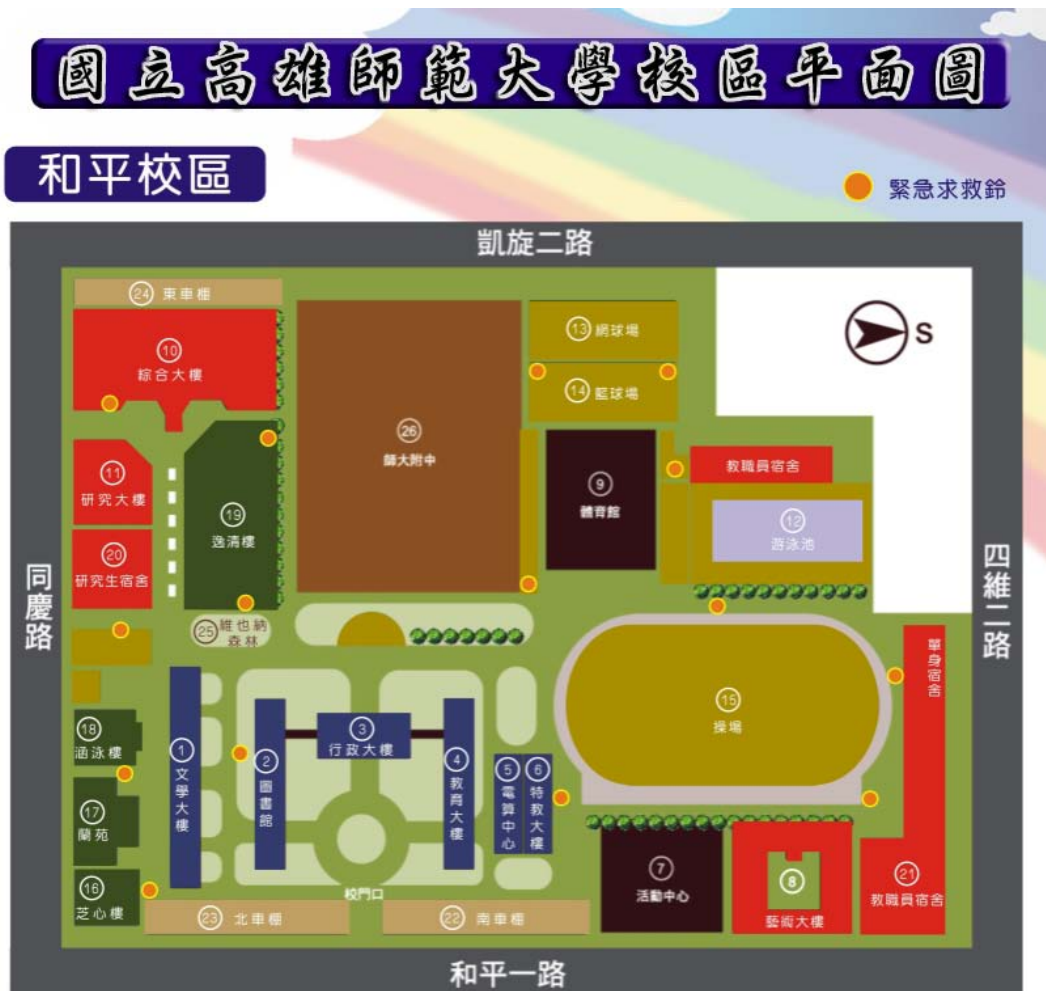 國立高雄師範大學校區平面圖
和平校區
緊急求救鈴
凱旋二路
24 東車棚
10
綜合大樓
13 網球場
S
14 籃球場
26
師大附中
11
研究大樓
19
逸清樓
9
體育館
教職員宿舍
12
游泳池
20
研究生宿舍
同慶路
四維二路
25 維也納
森林
單身宿舍
15
操場
18
涵泳樓
1 文學大樓
2 圖書館
3
行政大樓
4 教育大樓
5 電算中心
6 特教大樓
17
蘭苑
7
活動中心
8
藝術大樓
21
教職員宿舍
16
芝心樓
校門口
23 北車棚
22 南車棚
和平一路